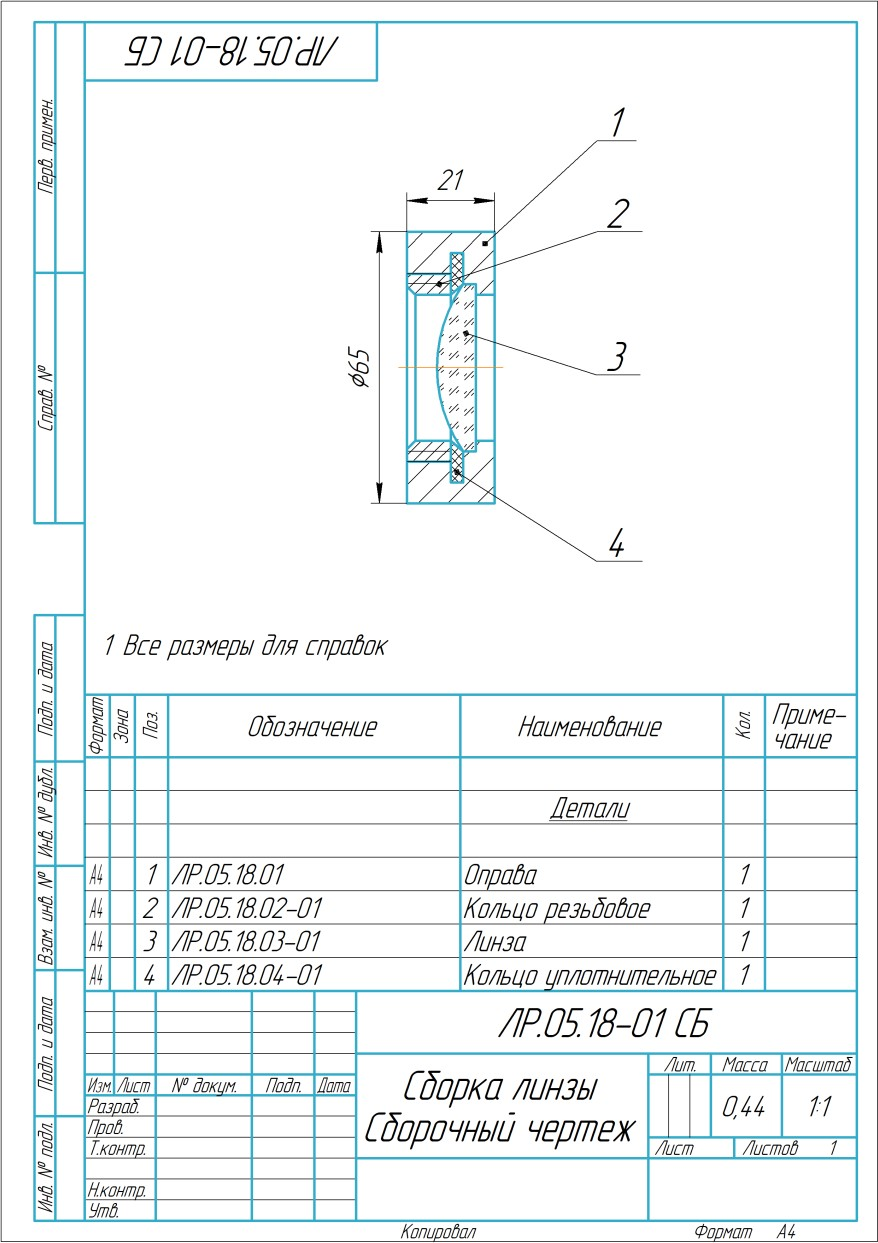 ЛР.05.18-01 СБ
Перв. примен.
Справ. №
Подп. и дата
Инв. № дубл.
Взам. инв. №
Подп. и дата
Инв. № подл.
1
21
2
Ø65
3
4
1 Все размеры для справок
Формат Зона Поз. Обозначение Наименование Кол. Приме-
чание
Детали
А4 1 ЛР.05.18.01 Оправа 1
А4 2 ЛР.05.18.02-01 Кольцо резьбовое 1
А4 3 ЛР.05.18.03-01 Линза 1
А4 4 ЛР.05.18.04-01 Кольцо уплотнительное 1
ЛР.05.18-01 СБ
Изм. Лист № докум. Подп. Дата
Разраб.
Пров.
Т.контр.
Н.контр.
Утв.
Сборка линзы
Сборочный чертеж
Лит. Масса Масштаб
0,44 1:1
Лист Листов 1
Копировал Формат А4